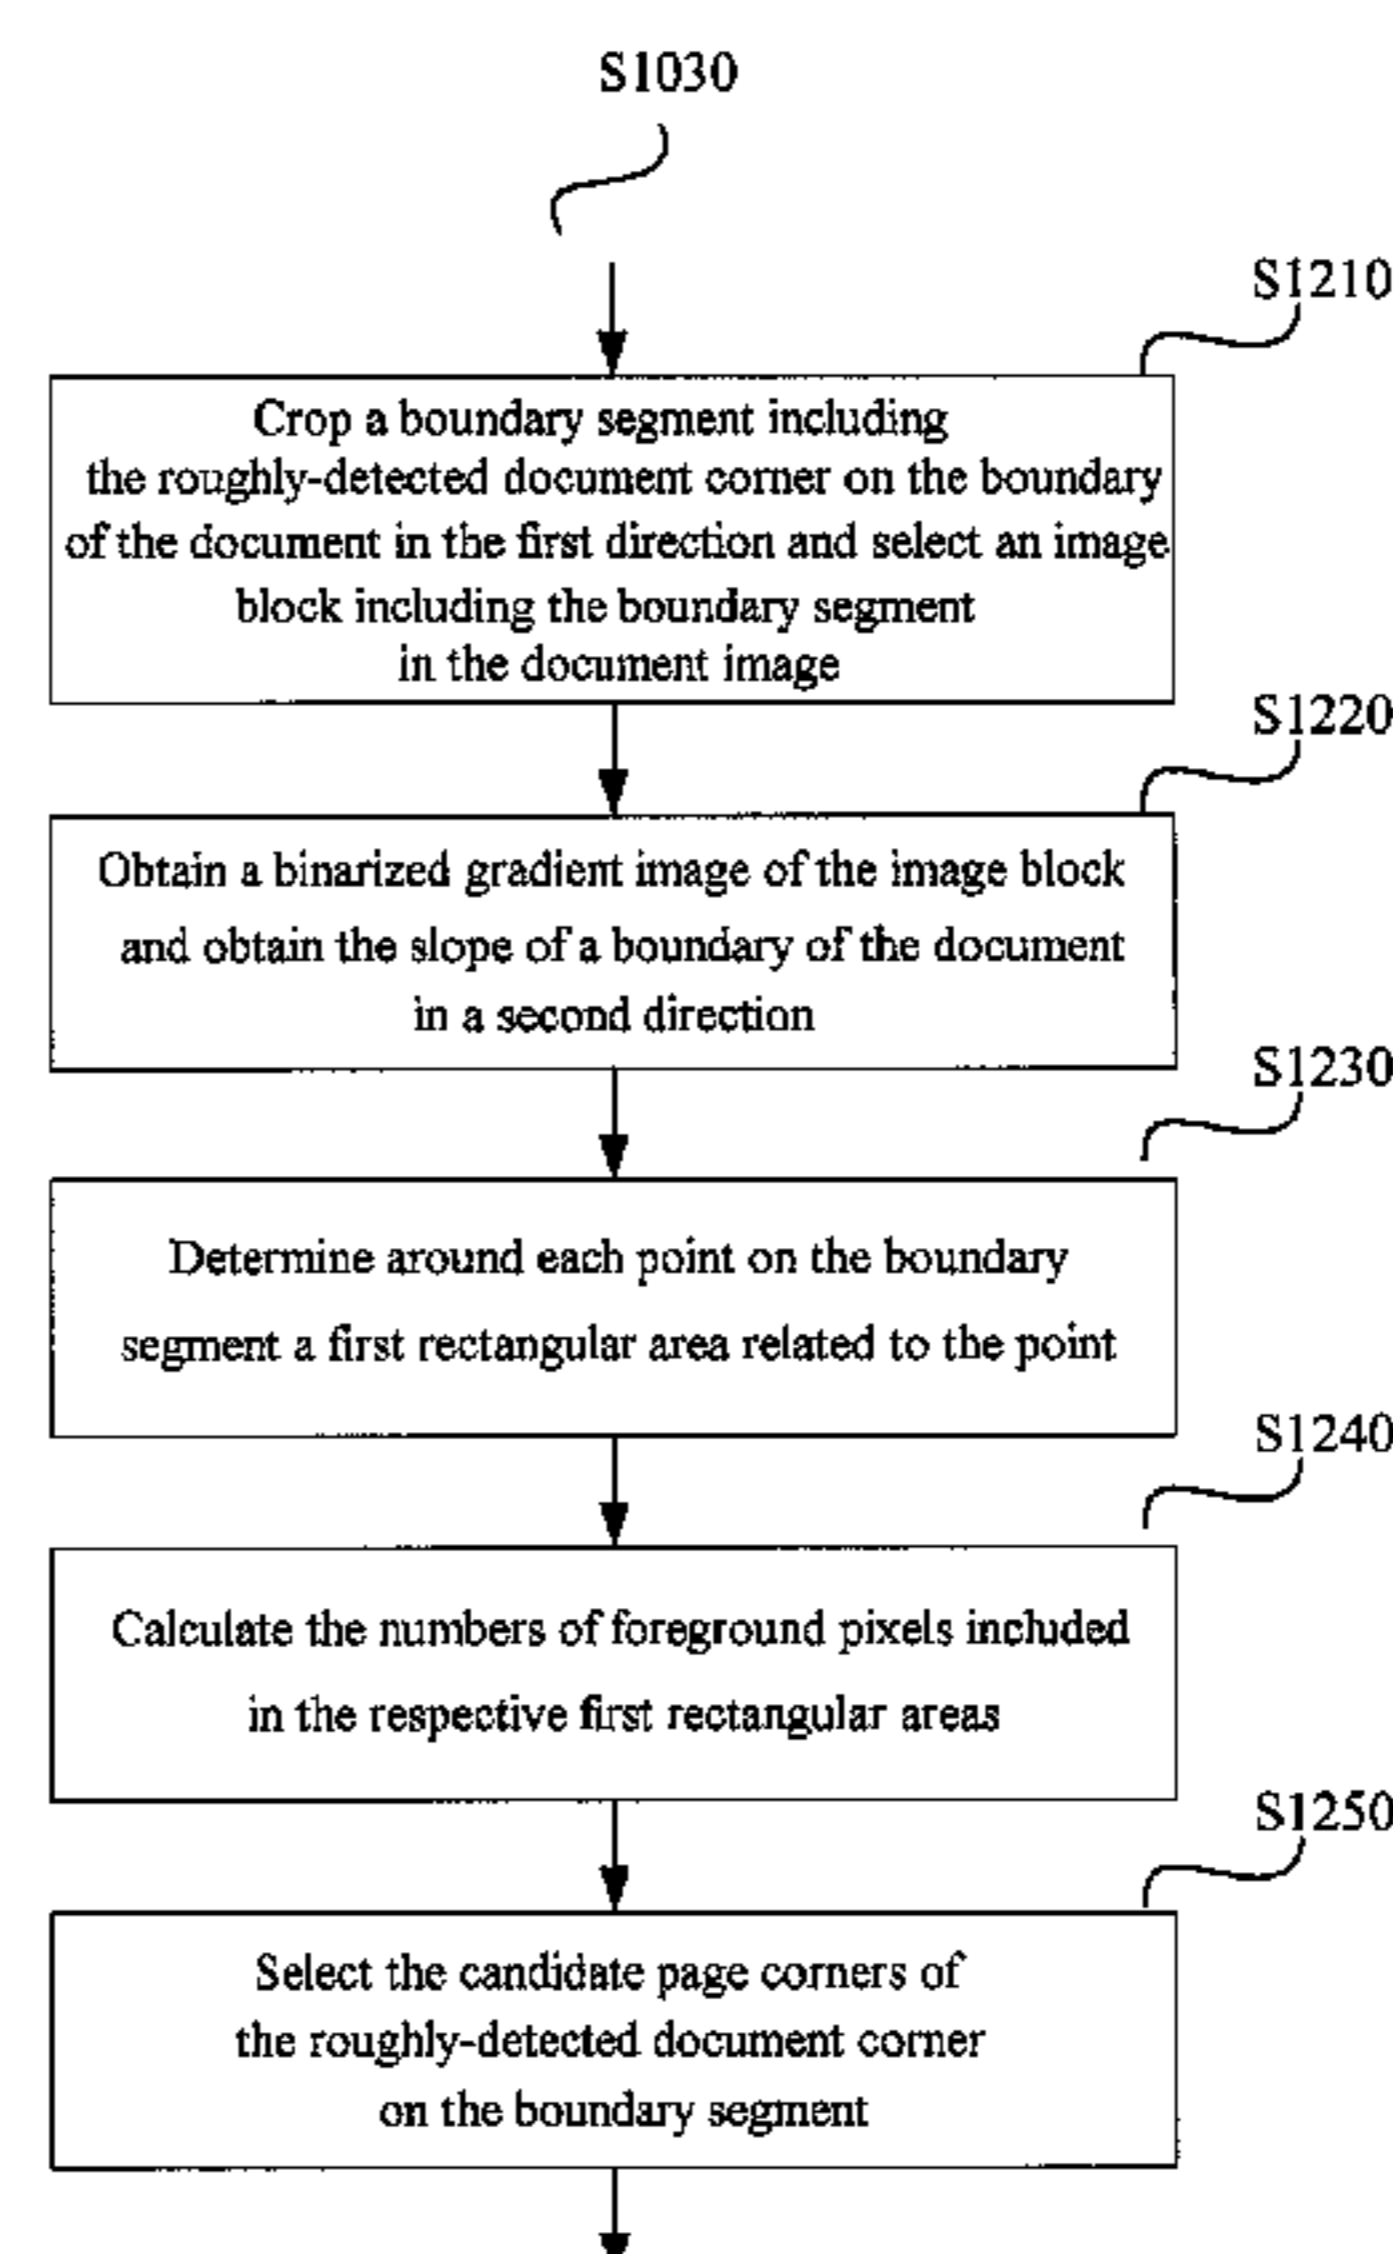 S1030
S1210
Crop a boundary segment including
the roughly-detected document corner on the boundary
of the document in the first direction and select an image
block including the boundary segment
in the document image
S1220
Obtain a binarized gradient image of the image block
and obtain the slope of a boundary of the document
in a second direction
S1230
Determine around each point on the boundary
segment a first rectangular area related to the point
S1240
Calculate the numbers of foreground pixels included
in the respective first rectangular areas
S1250
Select the candidate page corners of
the roughly-detected document corner
on the boundary segment